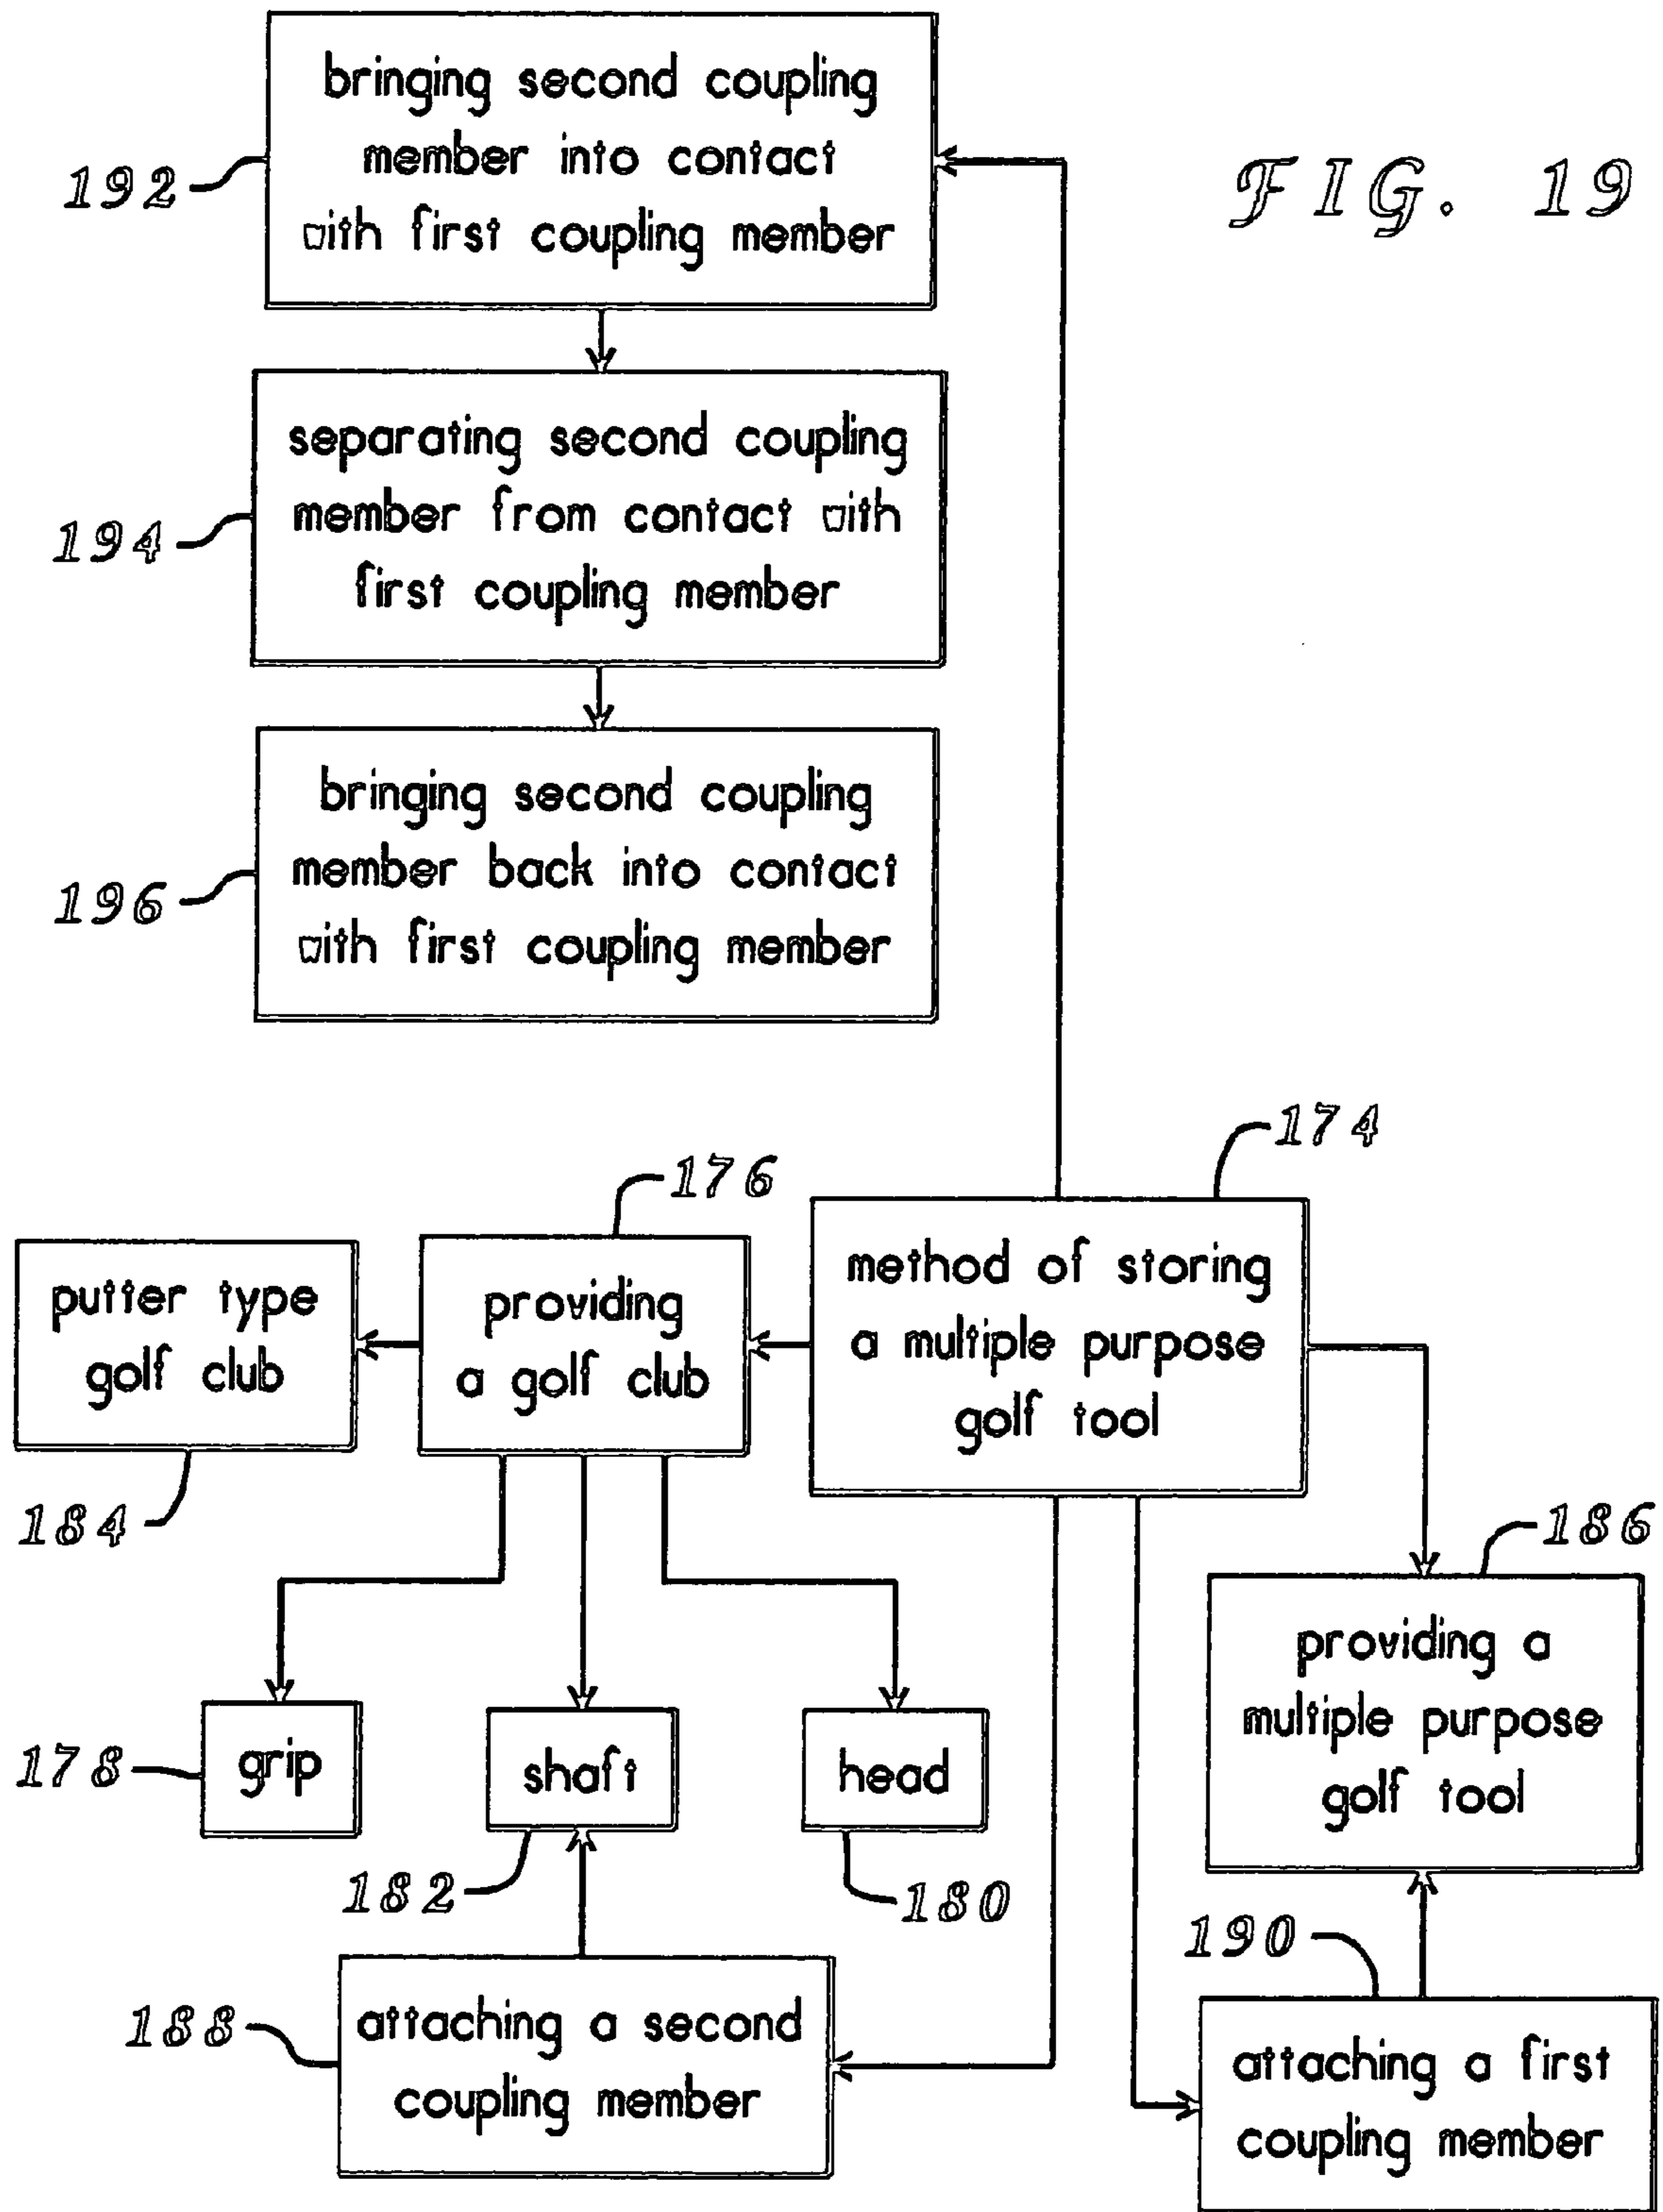 FIG. 19
bringing second coupling
member into contact
with first coupling member
192
separating second coupling
member from contact with
first coupling member
194
bringing second coupling
member back into contact
with first coupling member
196
174
method of storing
a multiple purpose
golf tool
176
providing
a golf club
putter type
golf club
184
186
providing a
multiple purpose
golf tool
178
grip
shaft
182
head
180
188
attaching a second
coupling member
190
attaching a first
coupling member